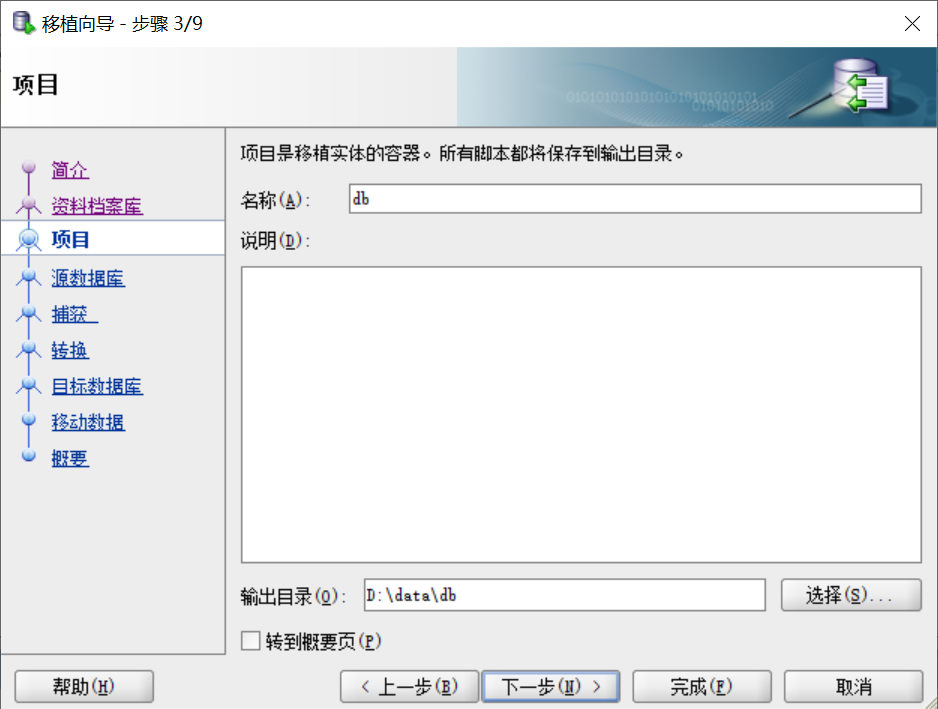 移植向导 - 步骤 3/9
项目
0101010101010101010101010101
01010101010
简介
资料档案库
项目
源数据库
捕获
转换
目标数据库
移动数据
概要
项目是移植实体的容器。所有脚本都将保存到输出目录。
名称(A): db
说明(D):
输出目录(O): D:\data\db 选择(S)...
转到概要页(P)
帮助(H) < 上一步(B) 下一步(N) > 完成(F) 取消